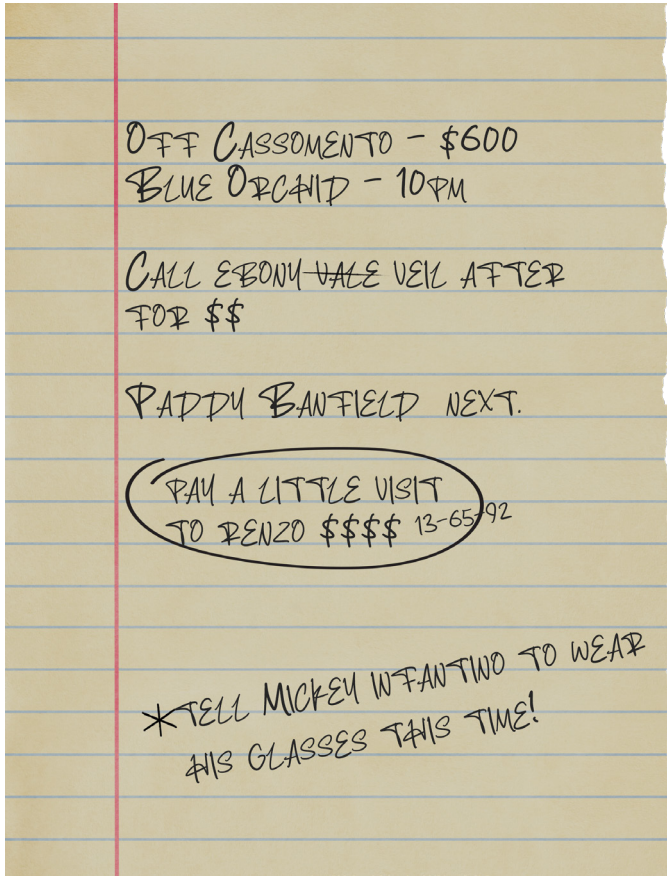 Off Cassomento - $600
Blue Orchid - 10pm
Call Ebony Vale Veil after
for $$
Paddy Banfield next.
Pay a little visit
to Renzo $$$$ 13-65-92
*Tell Mickey Infantino to wear
his glasses this time!